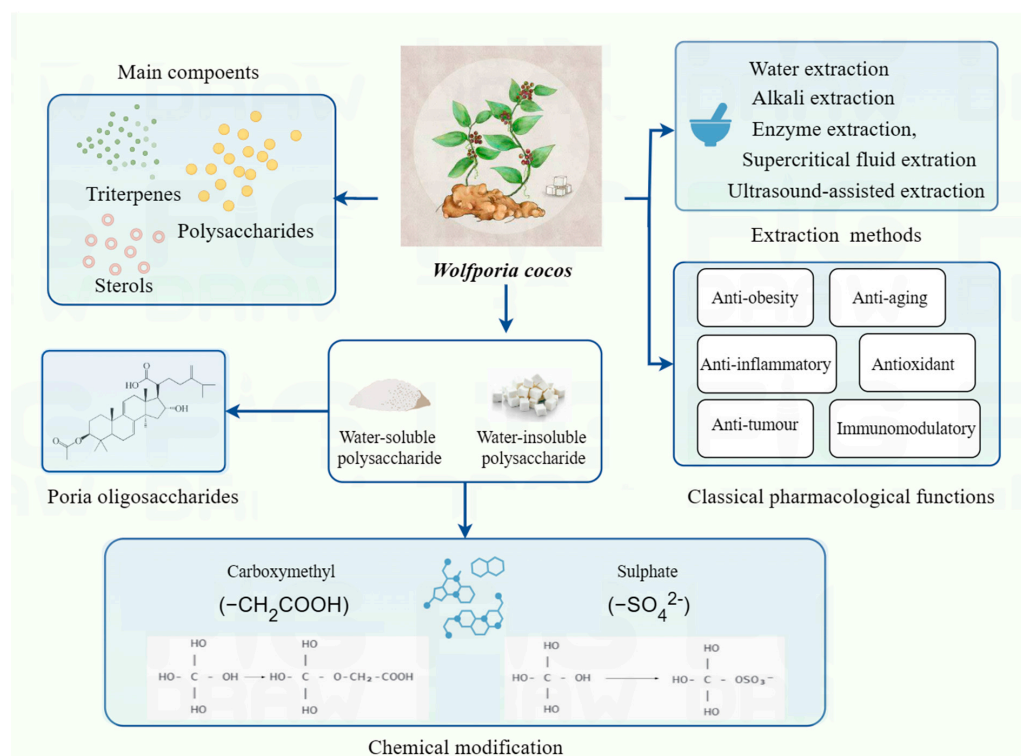 Main compoents
Triterpenes
Polysaccharides
Sterols
Wolfporia cocos
Water extraction
Alkali extraction
Enzyme extraction,
Supercritical fluid extration
Ultrasound-assisted extraction
Extraction methods
Anti-obesity
Anti-aging
Anti-inflammatory
Antioxidant
Anti-tumour
Immunomodulatory
Classical pharmacological functions
O
HO
OH
O
O
Poria oligosaccharides
Water-soluble
polysaccharide
Water-insoluble
polysaccharide
Carboxymethyl
(−CH₂COOH)
Sulphate
(−SO₄²⁻)
HO
HO– C – OH
HO
HO
HO– C – O–CH₂–COOH
HO
HO
HO– C – OH
HO
HO
HO– C – OSO₃⁻
HO
Chemical modification